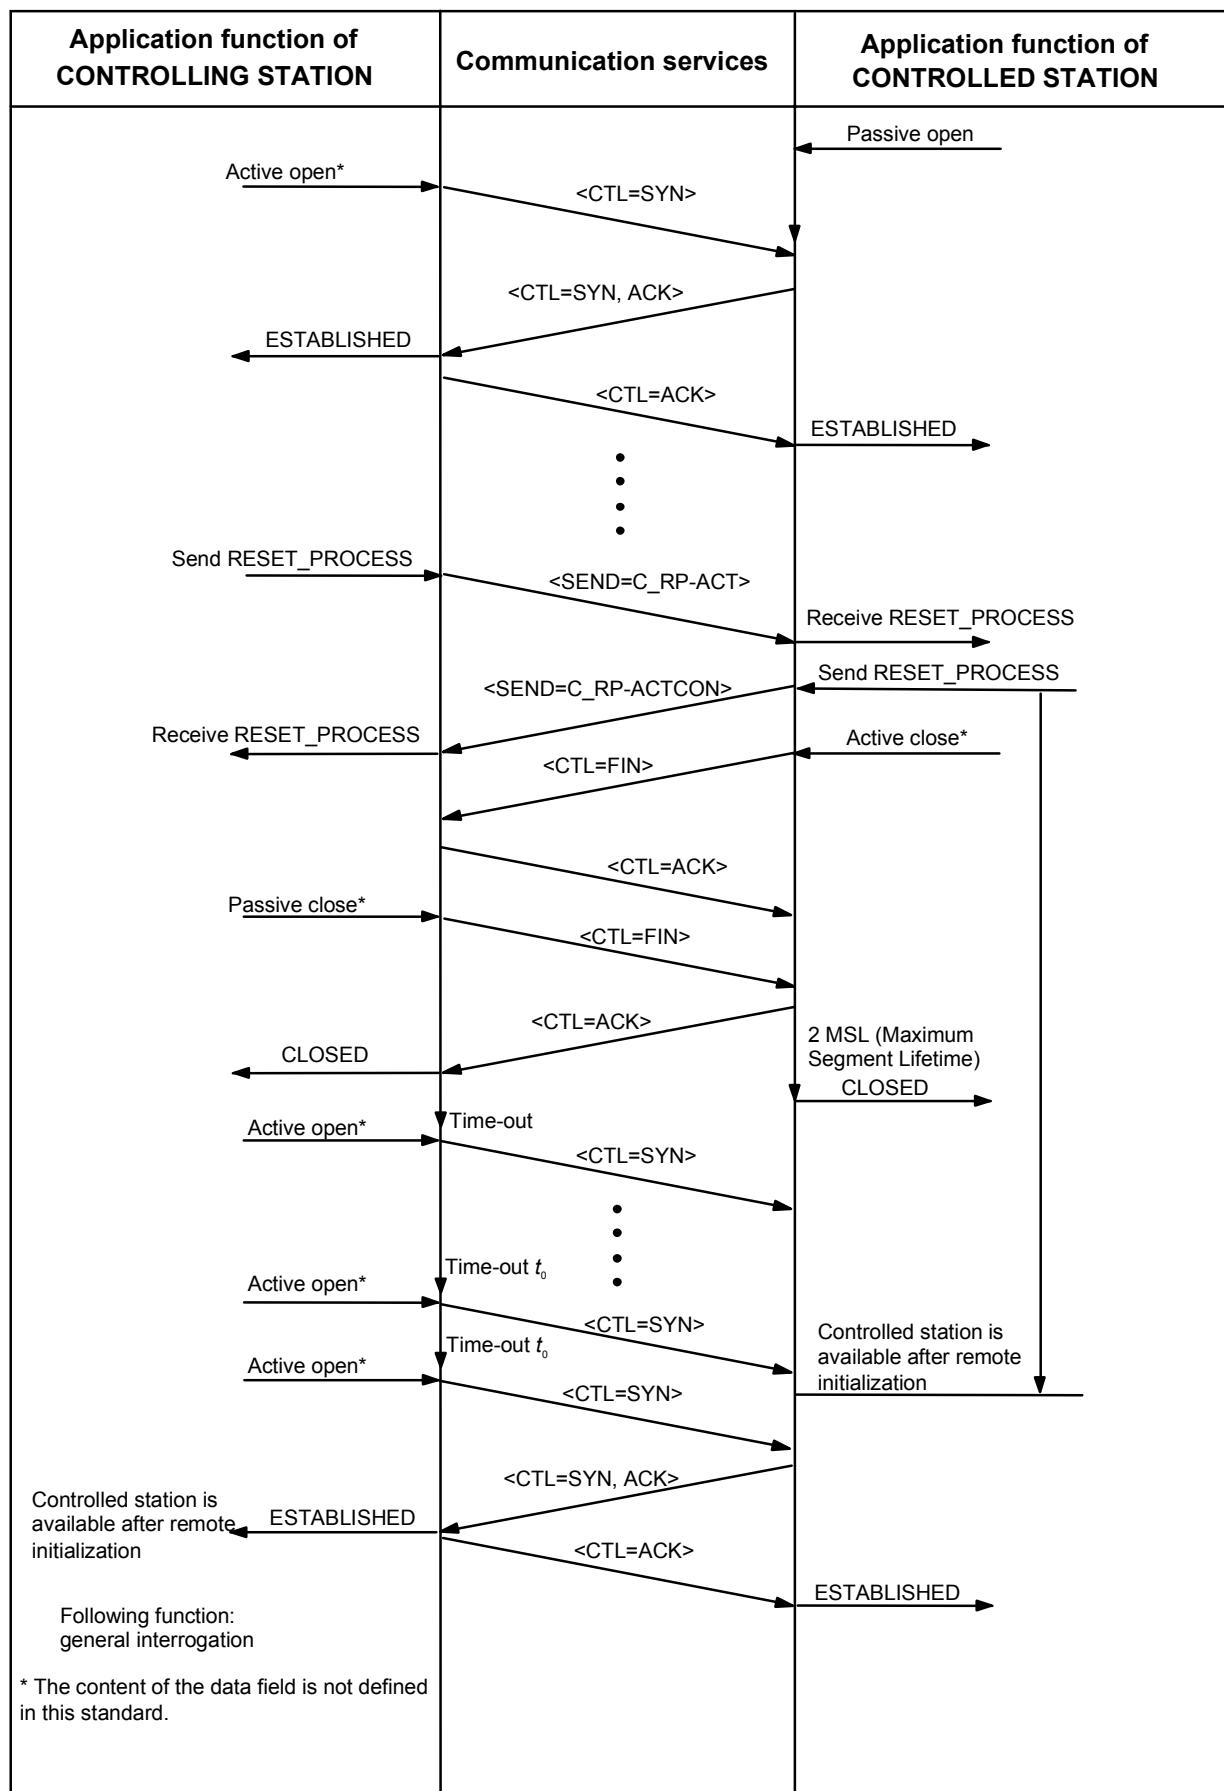 Application function of
CONTROLLING STATION
Communication services
Application function of
CONTROLLED STATION
Passive open
Active open*
<CTL=SYN>
<CTL=SYN, ACK>
ESTABLISHED
<CTL=ACK>
ESTABLISHED
Send RESET_PROCESS
<SEND=C_RP-ACT>
Receive RESET_PROCESS
Send RESET_PROCESS
<SEND=C_RP-ACTCON>
Receive RESET_PROCESS
Active close*
<CTL=FIN>
<CTL=ACK>
Passive close*
<CTL=FIN>
<CTL=ACK>
2 MSL (Maximum
Segment Lifetime)
CLOSED
CLOSED
Time-out
Active open*
<CTL=SYN>
Time-out t0
Active open*
<CTL=SYN>
Controlled station is
available after remote
initialization
Time-out t0
Active open*
<CTL=SYN>
<CTL=SYN, ACK>
Controlled station is
available after remote
initialization
ESTABLISHED
<CTL=ACK>
ESTABLISHED
Following function:
general interrogation
* The content of the data field is not defined
in this standard.